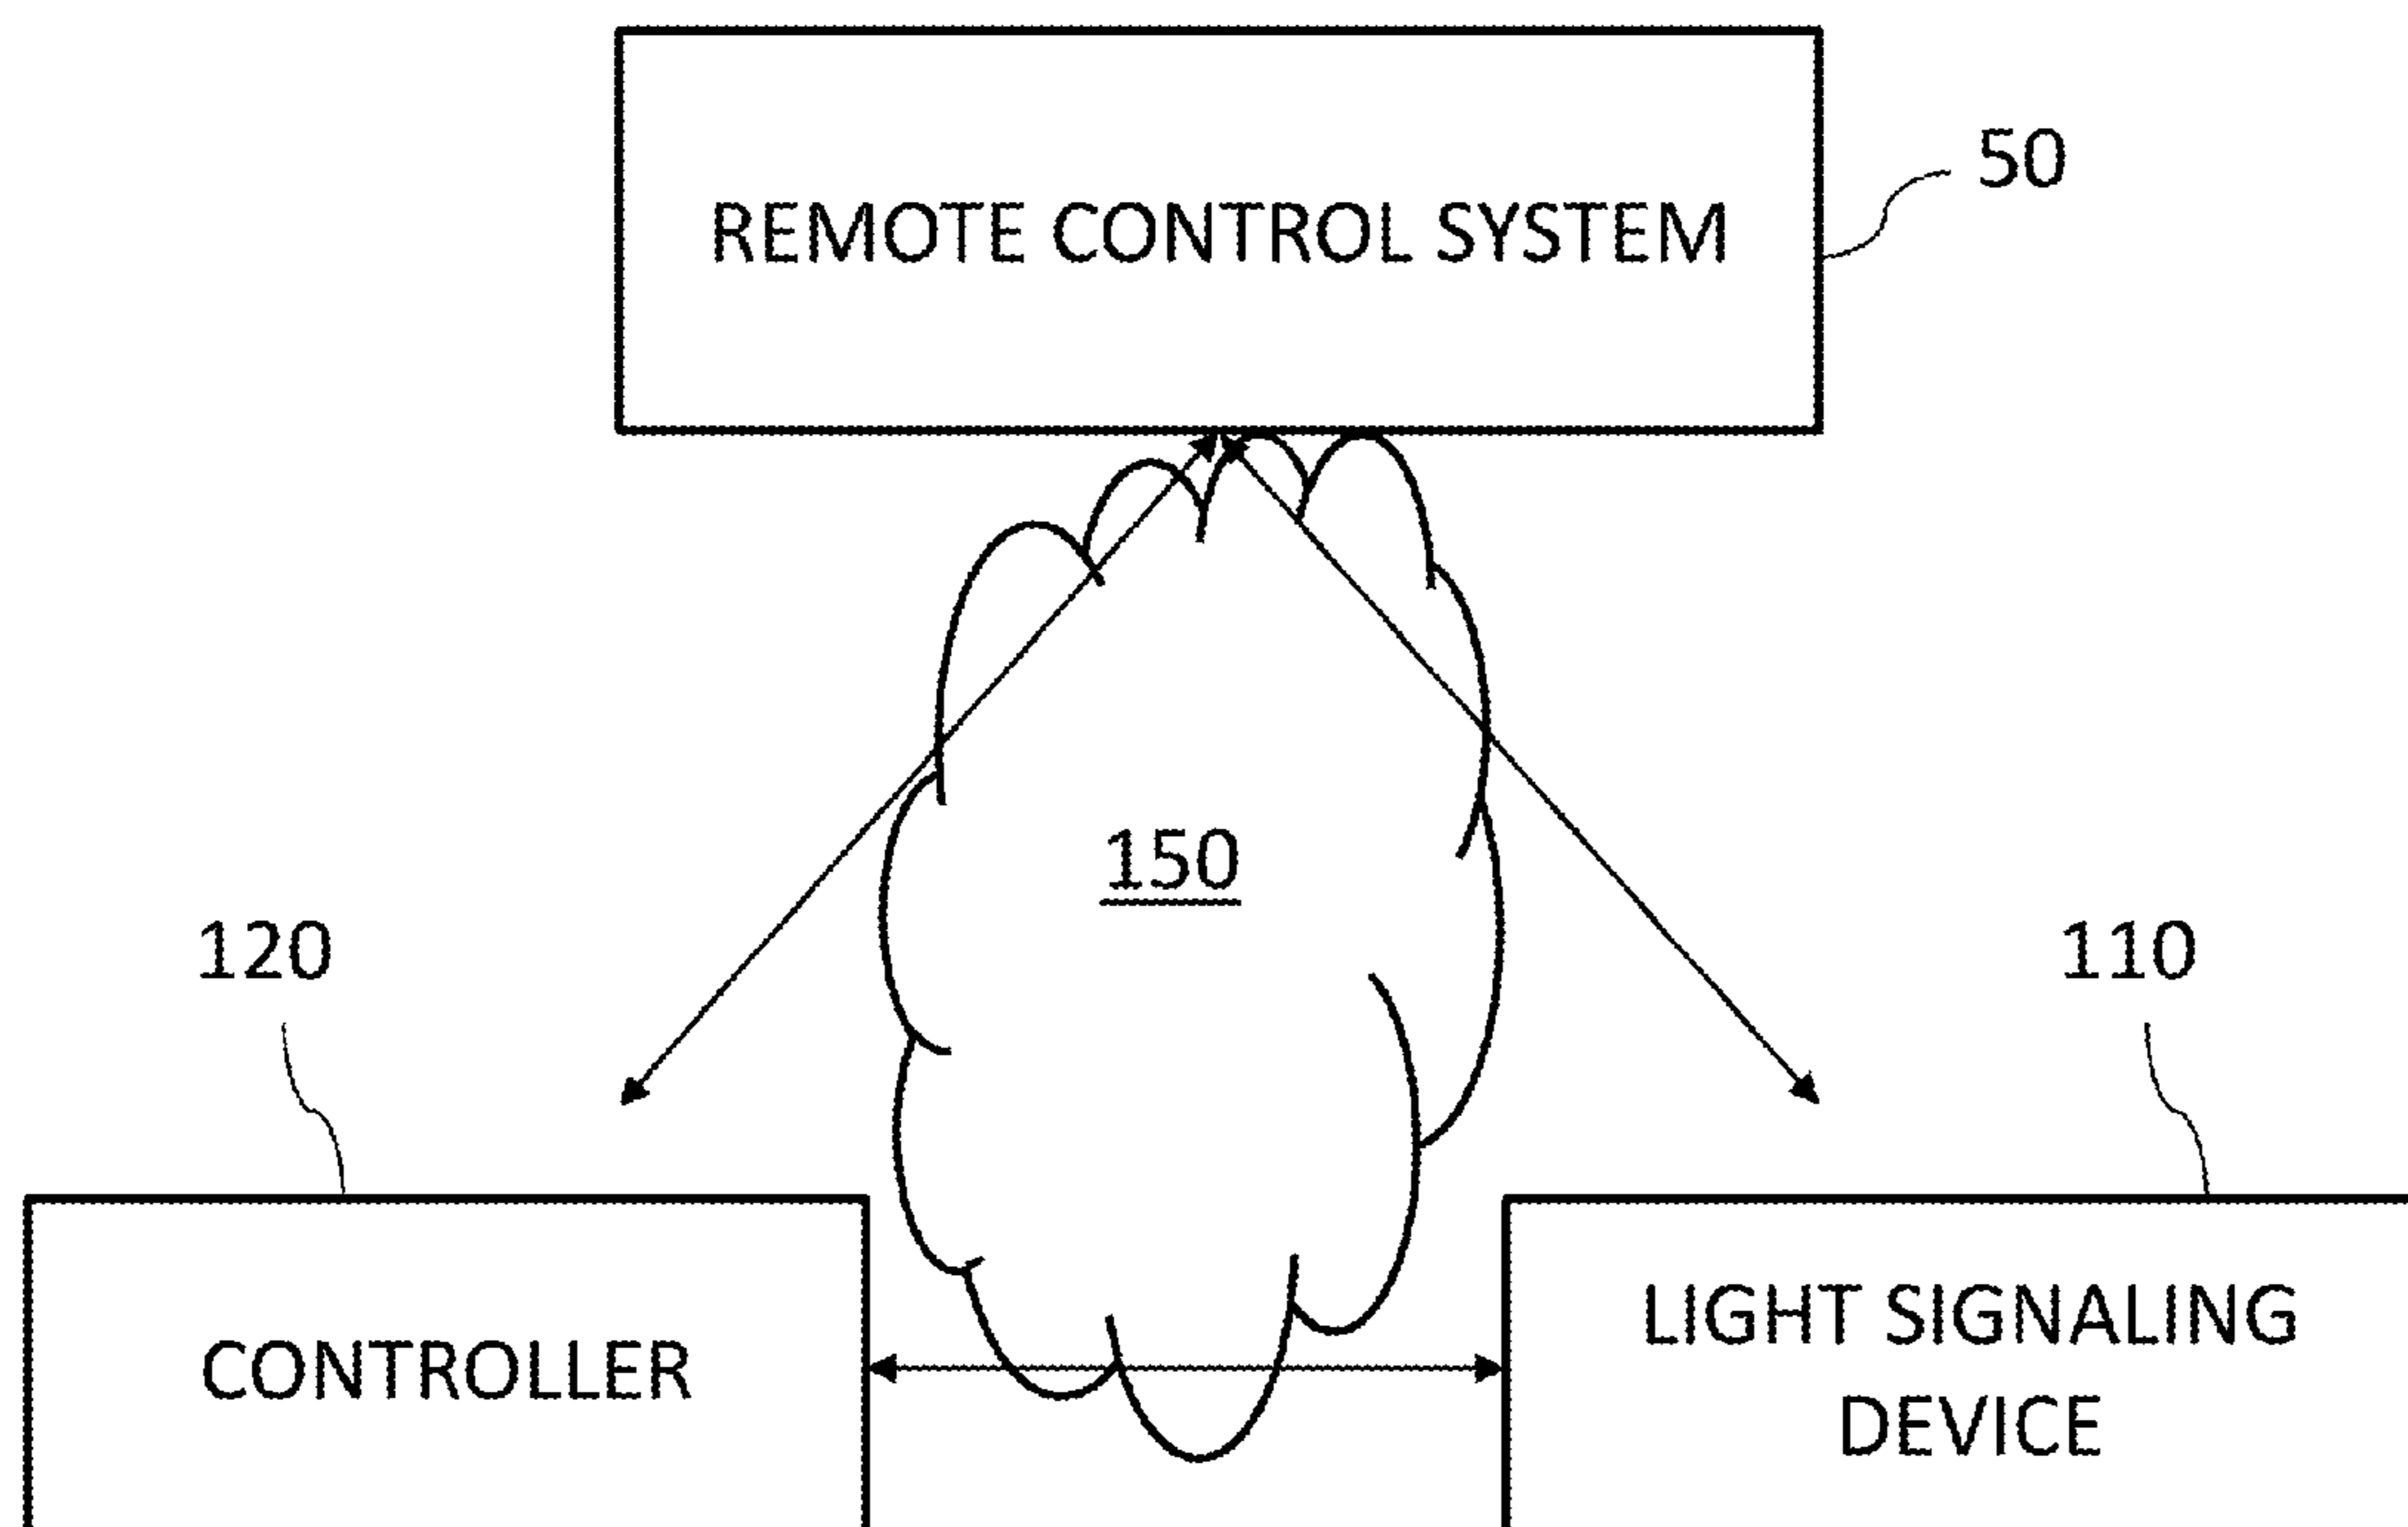 REMOTE CONTROL SYSTEM
50
150
120
110
CONTROLLER
LIGHT SIGNALING
DEVICE